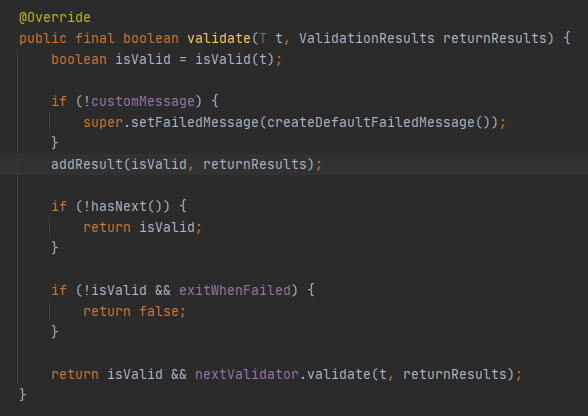 @Override
public final boolean validate(T t, ValidationResults returnResults) {
    boolean isValid = isValid(t);

    if (!customMessage) {
        super.setFailedMessage(createDefaultFailedMessage());
    }
    addResult(isValid, returnResults);

    if (!hasNext()) {
        return isValid;
    }

    if (!isValid && exitWhenFailed) {
        return false;
    }

    return isValid && nextValidator.validate(t, returnResults);
}